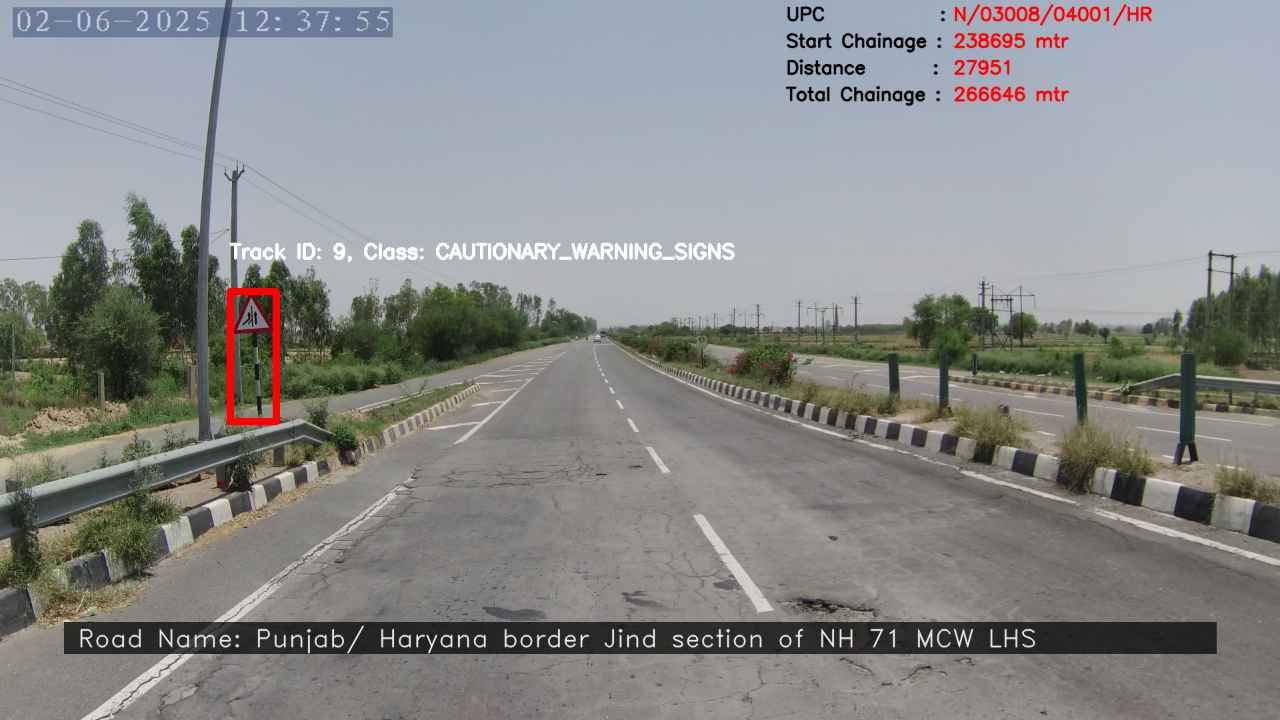 02-06-2025 12:37:55
UPC : N/03008/04001/HR
Start Chainage : 238695 mtr
Distance : 27951
Total Chainage : 266646 mtr
Track ID: 9, Class: CAUTIONARY_WARNING_SIGNS
Road Name: Punjab/ Haryana border Jind section of NH 71 MCW LHS